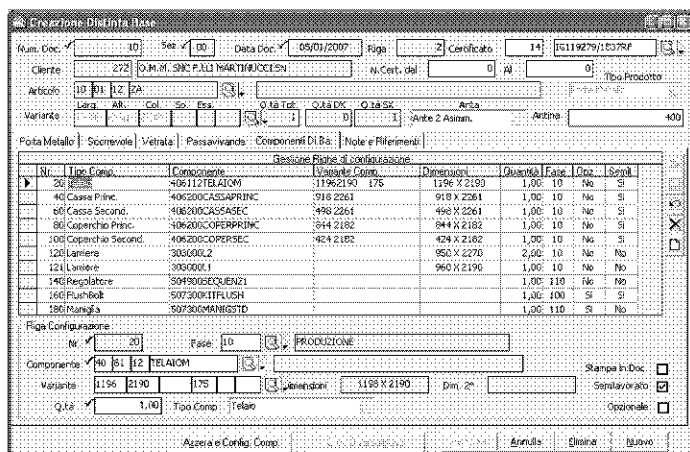 Creazione Distinta Base
Num. Doc. 10 Sez. 00 Data Doc. 05/01/2007 Riga 2 Certificato 14 IG119279/1537RF
Cliente 272 O.M.M. SNC F.LLI MARTINUCCI SN N.Cert. dal 0 Al 0 Tipo Prodotto
Articolo 10 01 12 2A
Larg. Alt. Col. So. Ess. Q.tà Tot. Q.tà DX Q.tà SX Anta
Variante 1 0 1 Ante 2 Asimm. Antine 400
Porta Metallo Scorrevole Vetrata Passavivande Componenti Di.Ba. Note e Riferimenti
Gestione Righe di configurazione
Nr. Tipo Comp. Componente Variante Comp. Dimensioni Quantità Fase Opz Semil
20 406112TELAIOM 11962190 175 1196 X 2190 1,00 10 No Si
40 Cassa Princ. 406200CASSAPRINC 918 2261 918 X 2261 1,00 10 No Si
60 Cassa Second. 406200CASSASEC 498 2261 498 X 2261 1,00 10 No Si
80 Coperchio Princ. 406200COPERPRINC 844 2182 844 X 2182 1,00 10 No Si
100 Coperchio Second. 406200COPERSEC 424 2182 424 X 2182 1,00 10 No Si
120 Lamiere 303000L2 950 X 2270 2,00 10 No No
121 Lamiere 303000L1 960 X 2190 1,00 10 No No
140 Regolatore 504900SEQUENZ1 1,00 110 No No
160 FlushBolt 507300KITFLUSH 1,00 100 Si Si
180 Maniglia 507300MANIGSTD 1,00 110 Si No
Riga Configurazione
Nr. 20 Fase 10 PRODUZIONE
Componente 40 61 12 TELAIOM Stampa In Doc
Variante 1196 2190 175 Dimensioni 1196 X 2190 Dim. 2^ Semilavorato
Q.tà 1,00 Tipo Comp Telaio Opzionale
Azzera e Config. Comp. Annulla Elimina Nuovo